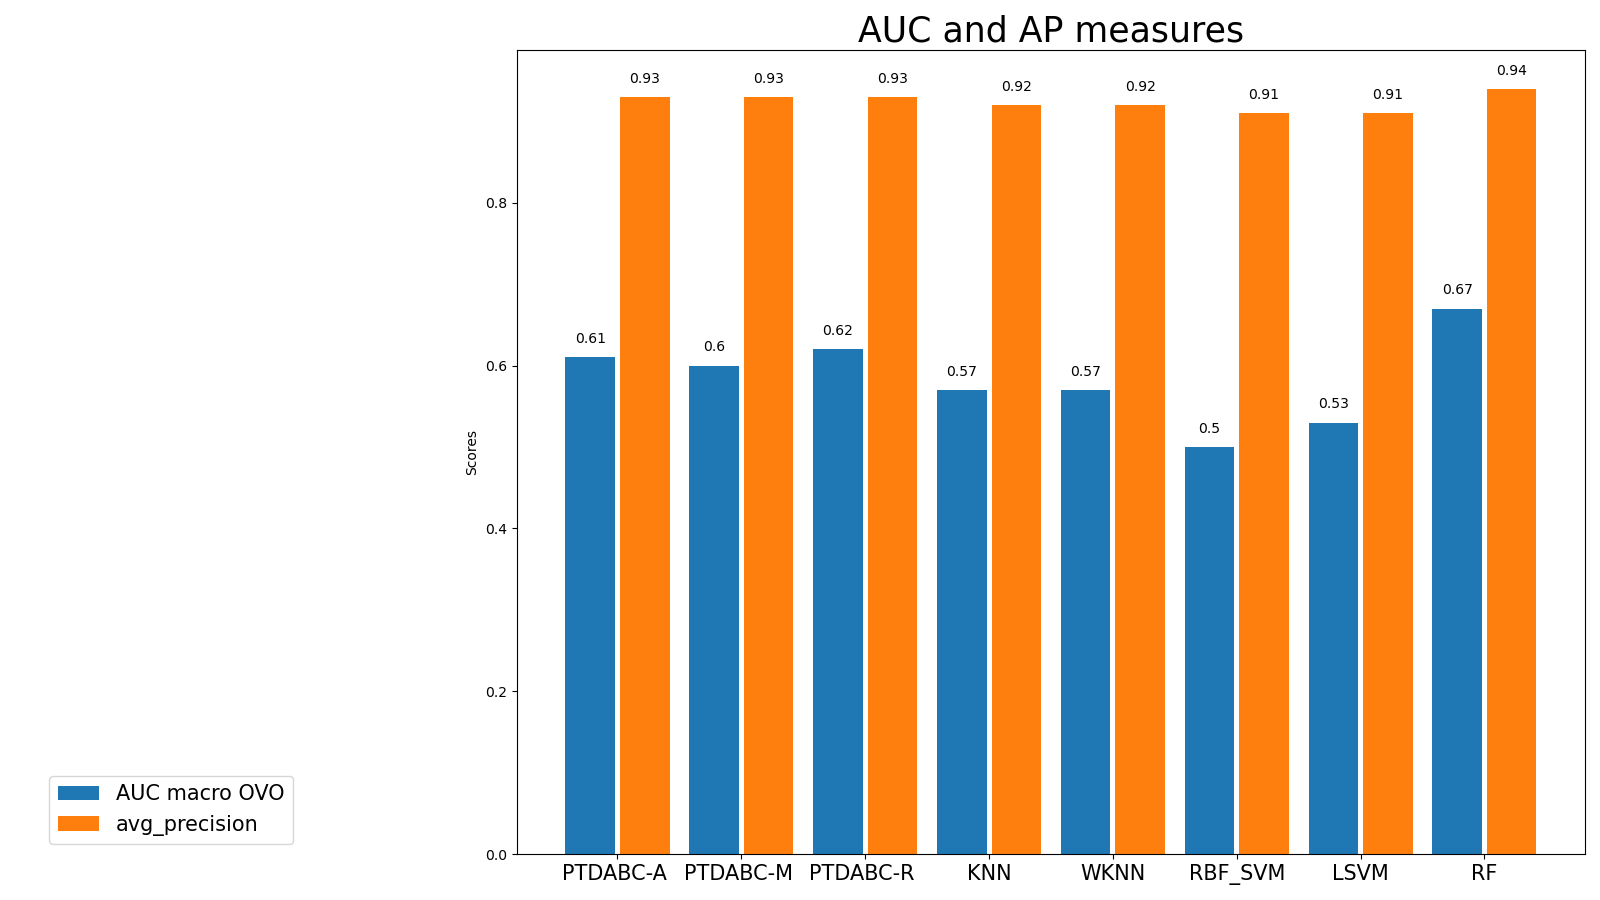 AUC and AP measures
0.93 0.93 0.93 0.92 0.92 0.91 0.91 0.94
0.8
0.61 0.6 0.62 0.57 0.57 0.5 0.53 0.67
0.6
Scores
0.4
0.2
0.0
PTDABC-A PTDABC-M PTDABC-R KNN WKNN RBF_SVM LSVM RF
AUC macro OVO
avg_precision